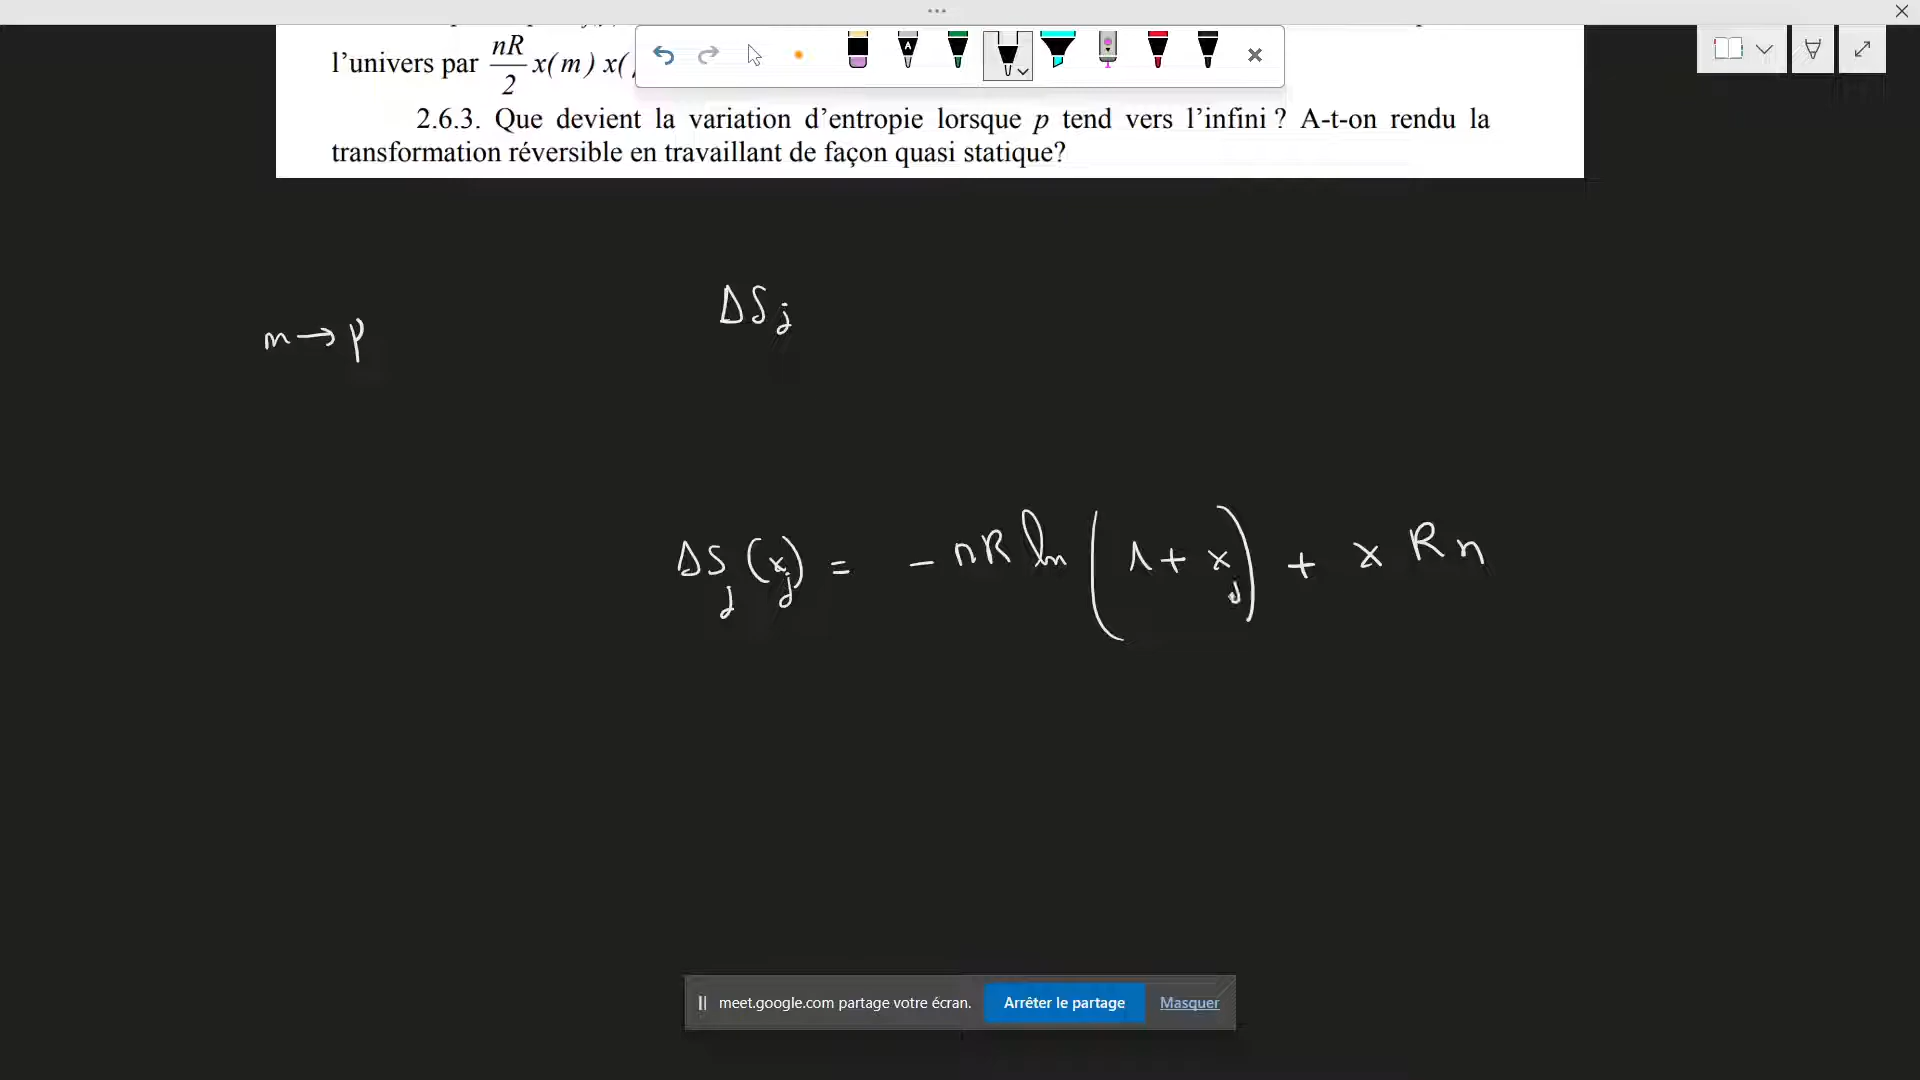 l’univers par nR/2 x(m) x(
2.6.3. Que devient la variation d’entropie lorsque p tend vers l’infini ? A-t-on rendu la
transformation réversible en travaillant de façon quasi statique?
ΔSj
m → p
ΔSj (xj) = - nR ln (1 + xj) + x R n
meet.google.com partage votre écran. Arrêter le partage Masquer